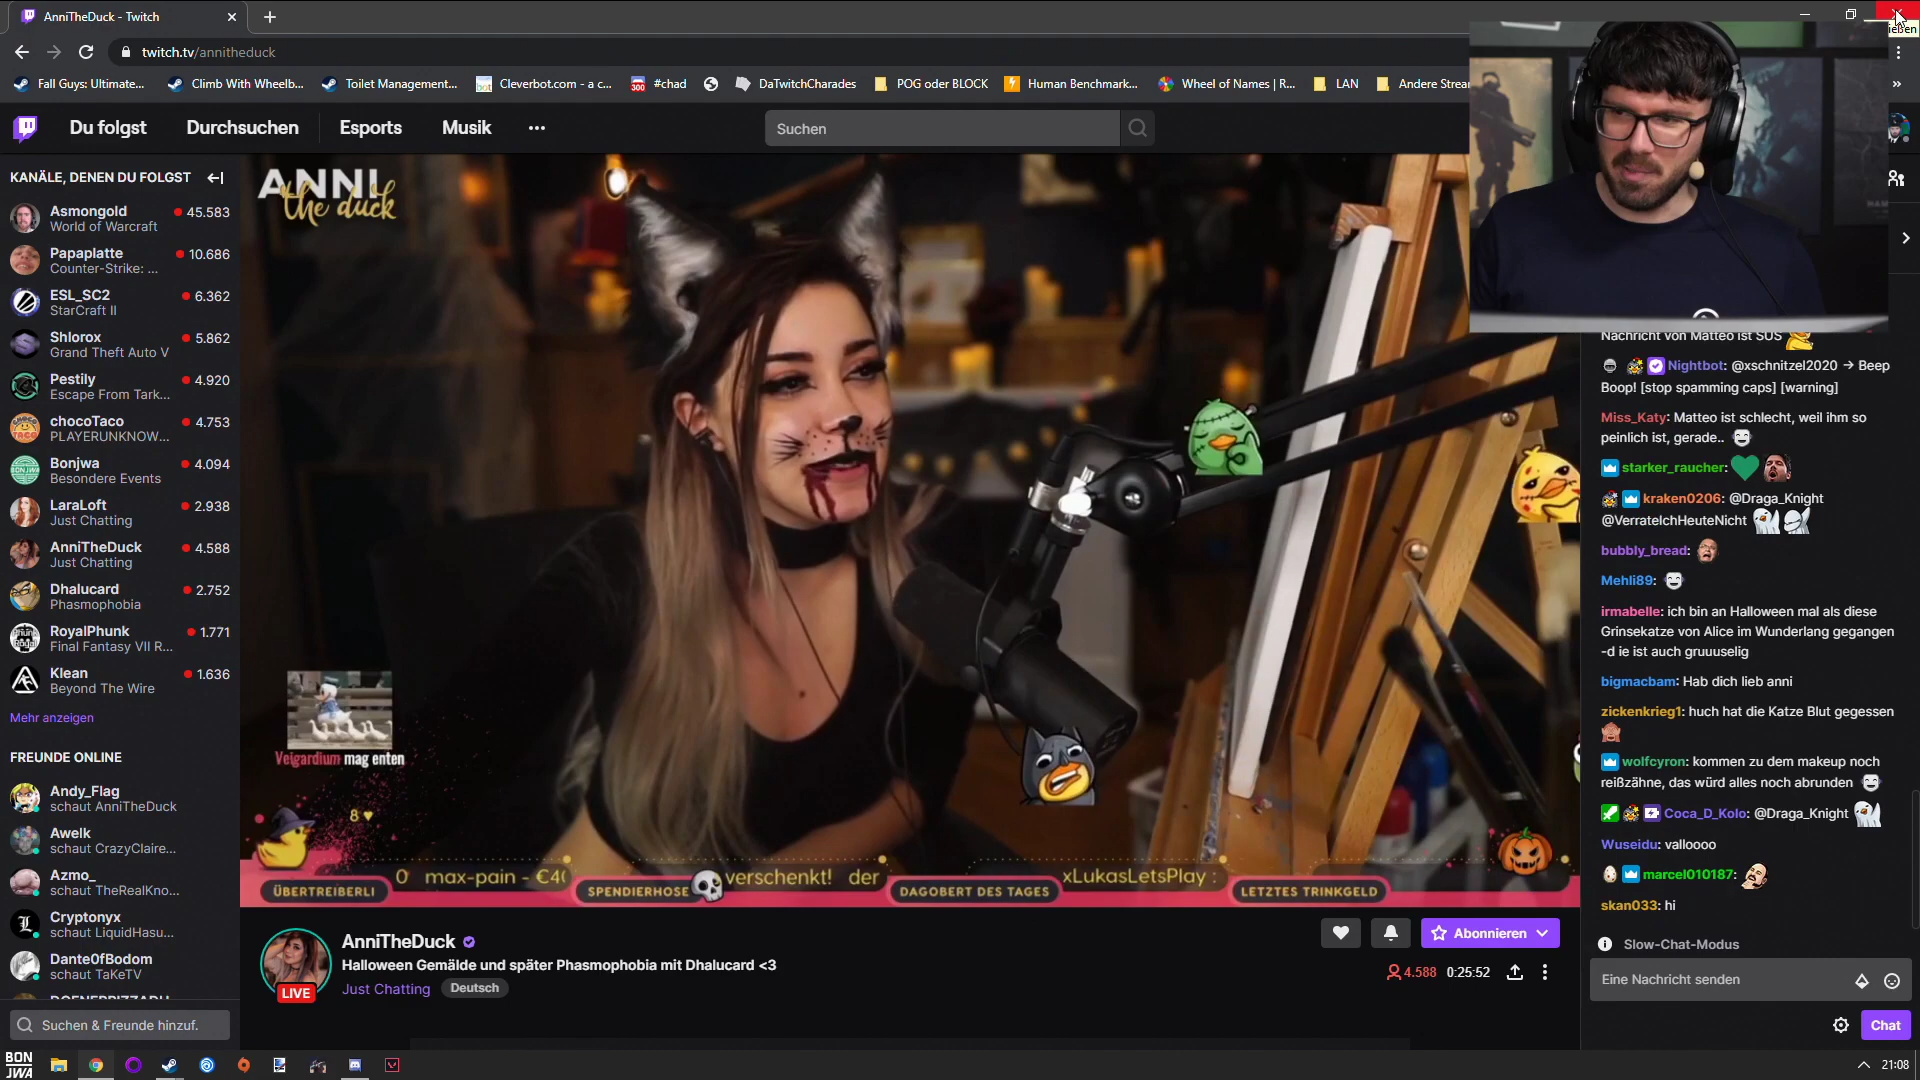 AnniTheDuck - Twitch
twitch.tv/annitheduck
Fall Guys: Ultimate...
Climb With Wheelb...
Toilet Management...
Cleverbot.com - a c...
#chad
DaTwitchCharades
POG oder BLOCK
Human Benchmark...
Wheel of Names | R...
LAN
Andere Strea
Du folgst
Durchsuchen
Esports
Musik
Suchen
KANÄLE, DENEN DU FOLGST
Asmongold 45.583
World of Warcraft
Papaplatte 10.686
Counter-Strike: ...
ESL_SC2 6.362
StarCraft II
Shlorox 5.862
Grand Theft Auto V
Pestily 4.920
Escape From Tark...
chocoTaco 4.753
PLAYERUNKNOW...
Bonjwa 4.094
Besondere Events
LaraLoft 2.938
Just Chatting
AnniTheDuck 4.588
Just Chatting
Dhalucard 2.752
Phasmophobia
RoyalPhunk 1.771
Final Fantasy VII R...
Klean 1.636
Beyond The Wire
Mehr anzeigen
FREUNDE ONLINE
Andy_Flag
schaut AnniTheDuck
Awelk
schaut CrazyClaire...
Azmo_
schaut TheRealKno...
Cryptonyx
schaut LiquidHasu...
DanteOfBodom
schaut TaKeTV
Suchen & Freunde hinzuf.
ANNI
the duck
Veigardium mag enten
8
max-pain - €4(
verschenkt! der
xLukasLetsPlay :
ÜBERTREIBERLI
SPENDIERHOSE
DAGOBERT DES TAGES
LETZTES TRINKGELD
AnniTheDuck
Halloween Gemälde und später Phasmophobia mit Dhalucard <3
LIVE
Just Chatting
Deutsch
Abonnieren
4.588
0:25:52
Nachricht von Matteo ist SUS
Nightbot: @xschnitzel2020 → Beep
Boop! [stop spamming caps] [warning]
Miss_Katy: Matteo ist schlecht, weil ihm so
peinlich ist, gerade..
starker_raucher:
kraken0206: @Draga_Knight
@VerrateIchHeuteNicht
bubbly_bread:
Mehli89:
irmabelle: ich bin an Halloween mal als diese
Grinsekatze von Alice im Wunderlang gegangen
-d ie ist auch gruuuselig
bigmacbam: Hab dich lieb anni
zickenkrieg1: huch hat die Katze Blut gegessen
wolfcyron: kommen zu dem makeup noch
reißzähne, das würd alles noch abrunden
Coca_D_Kolo: @Draga_Knight
Wuseidu: valloooo
marcel010187:
skan033: hi
Slow-Chat-Modus
Eine Nachricht senden
Chat
BON
JWA
21:08